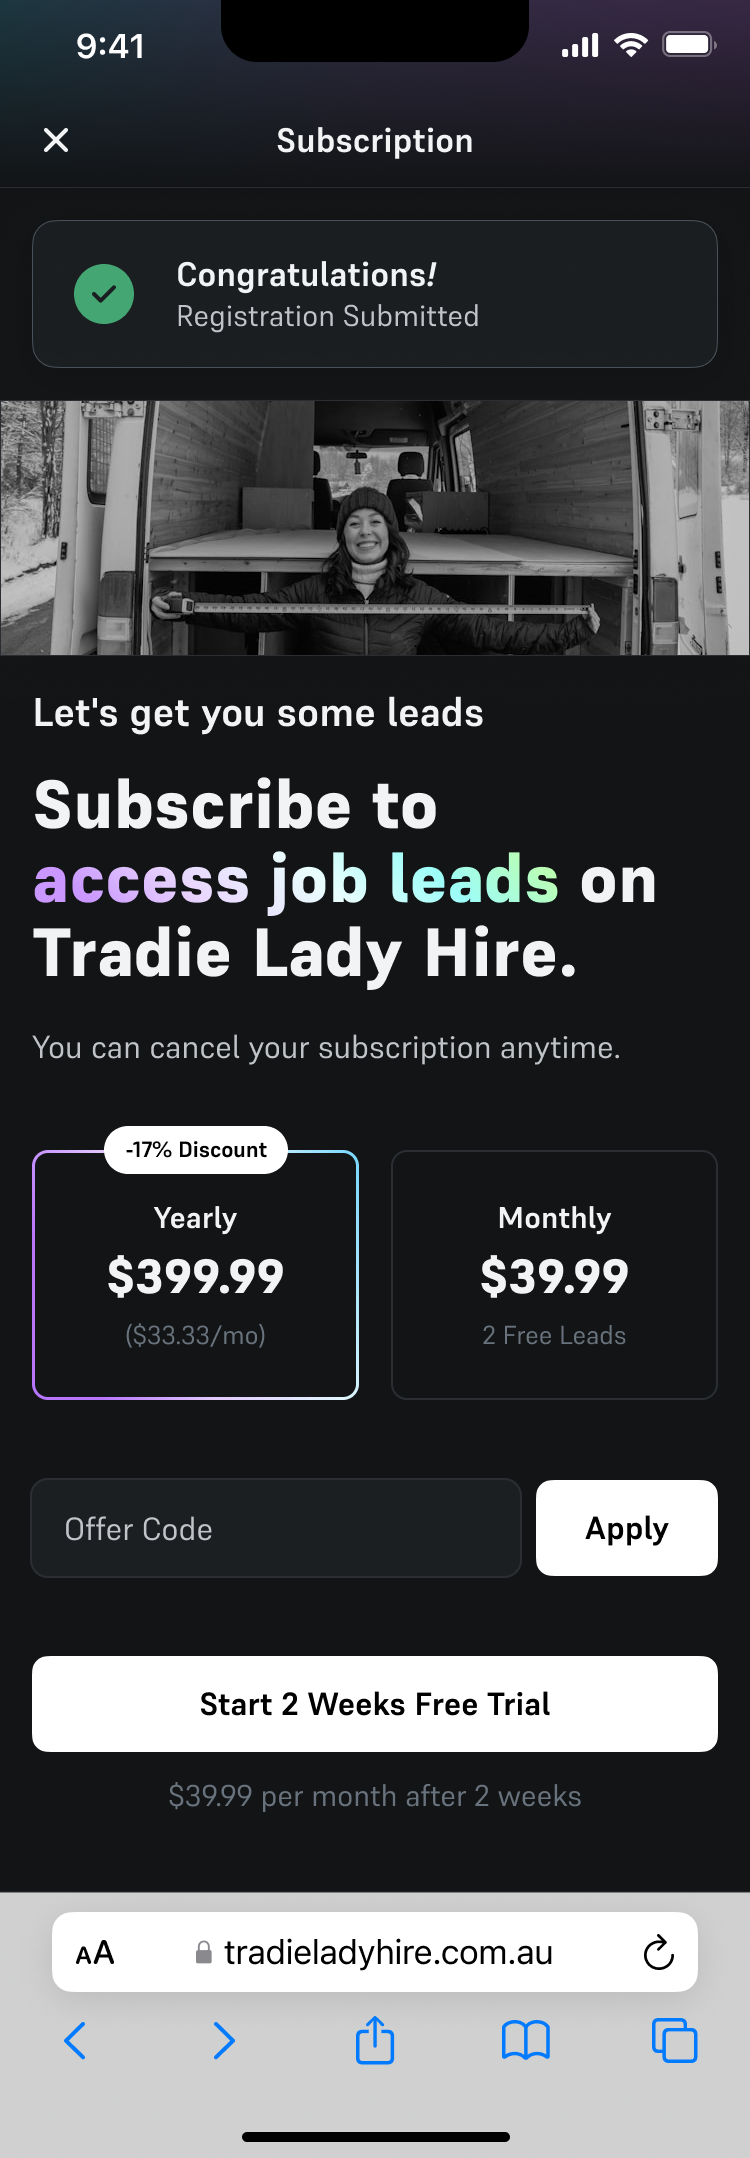 9:41
Subscription
Congratulations!
Registration Submitted
Let's get you some leads
Subscribe to
access job leads on
Tradie Lady Hire.
You can cancel your subscription anytime.
-17% Discount
Yearly
$399.99
($33.33/mo)
Monthly
$39.99
2 Free Leads
Offer Code
Apply
Start 2 Weeks Free Trial
$39.99 per month after 2 weeks
AA tradieladyhire.com.au